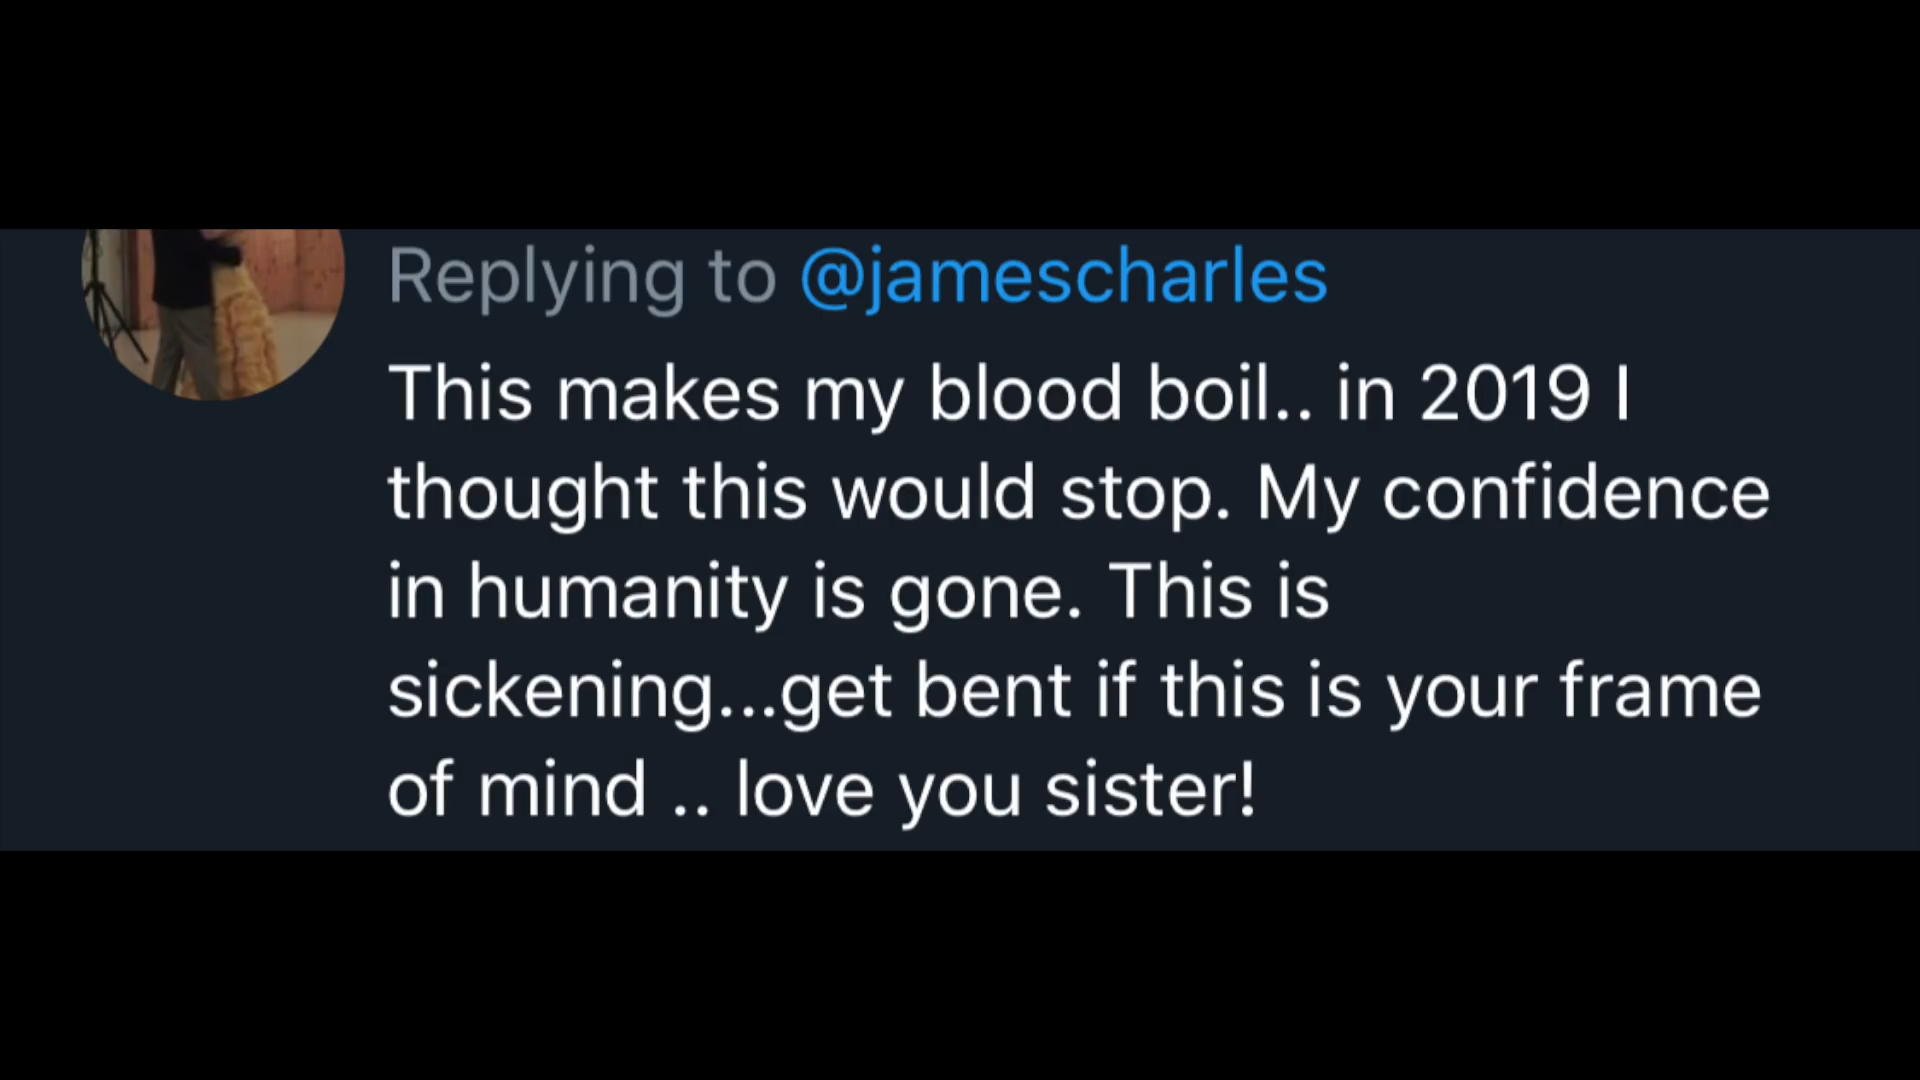 Replying to @jamescharles
This makes my blood boil.. in 2019 I
thought this would stop. My confidence
in humanity is gone. This is
sickening...get bent if this is your frame
of mind .. love you sister!